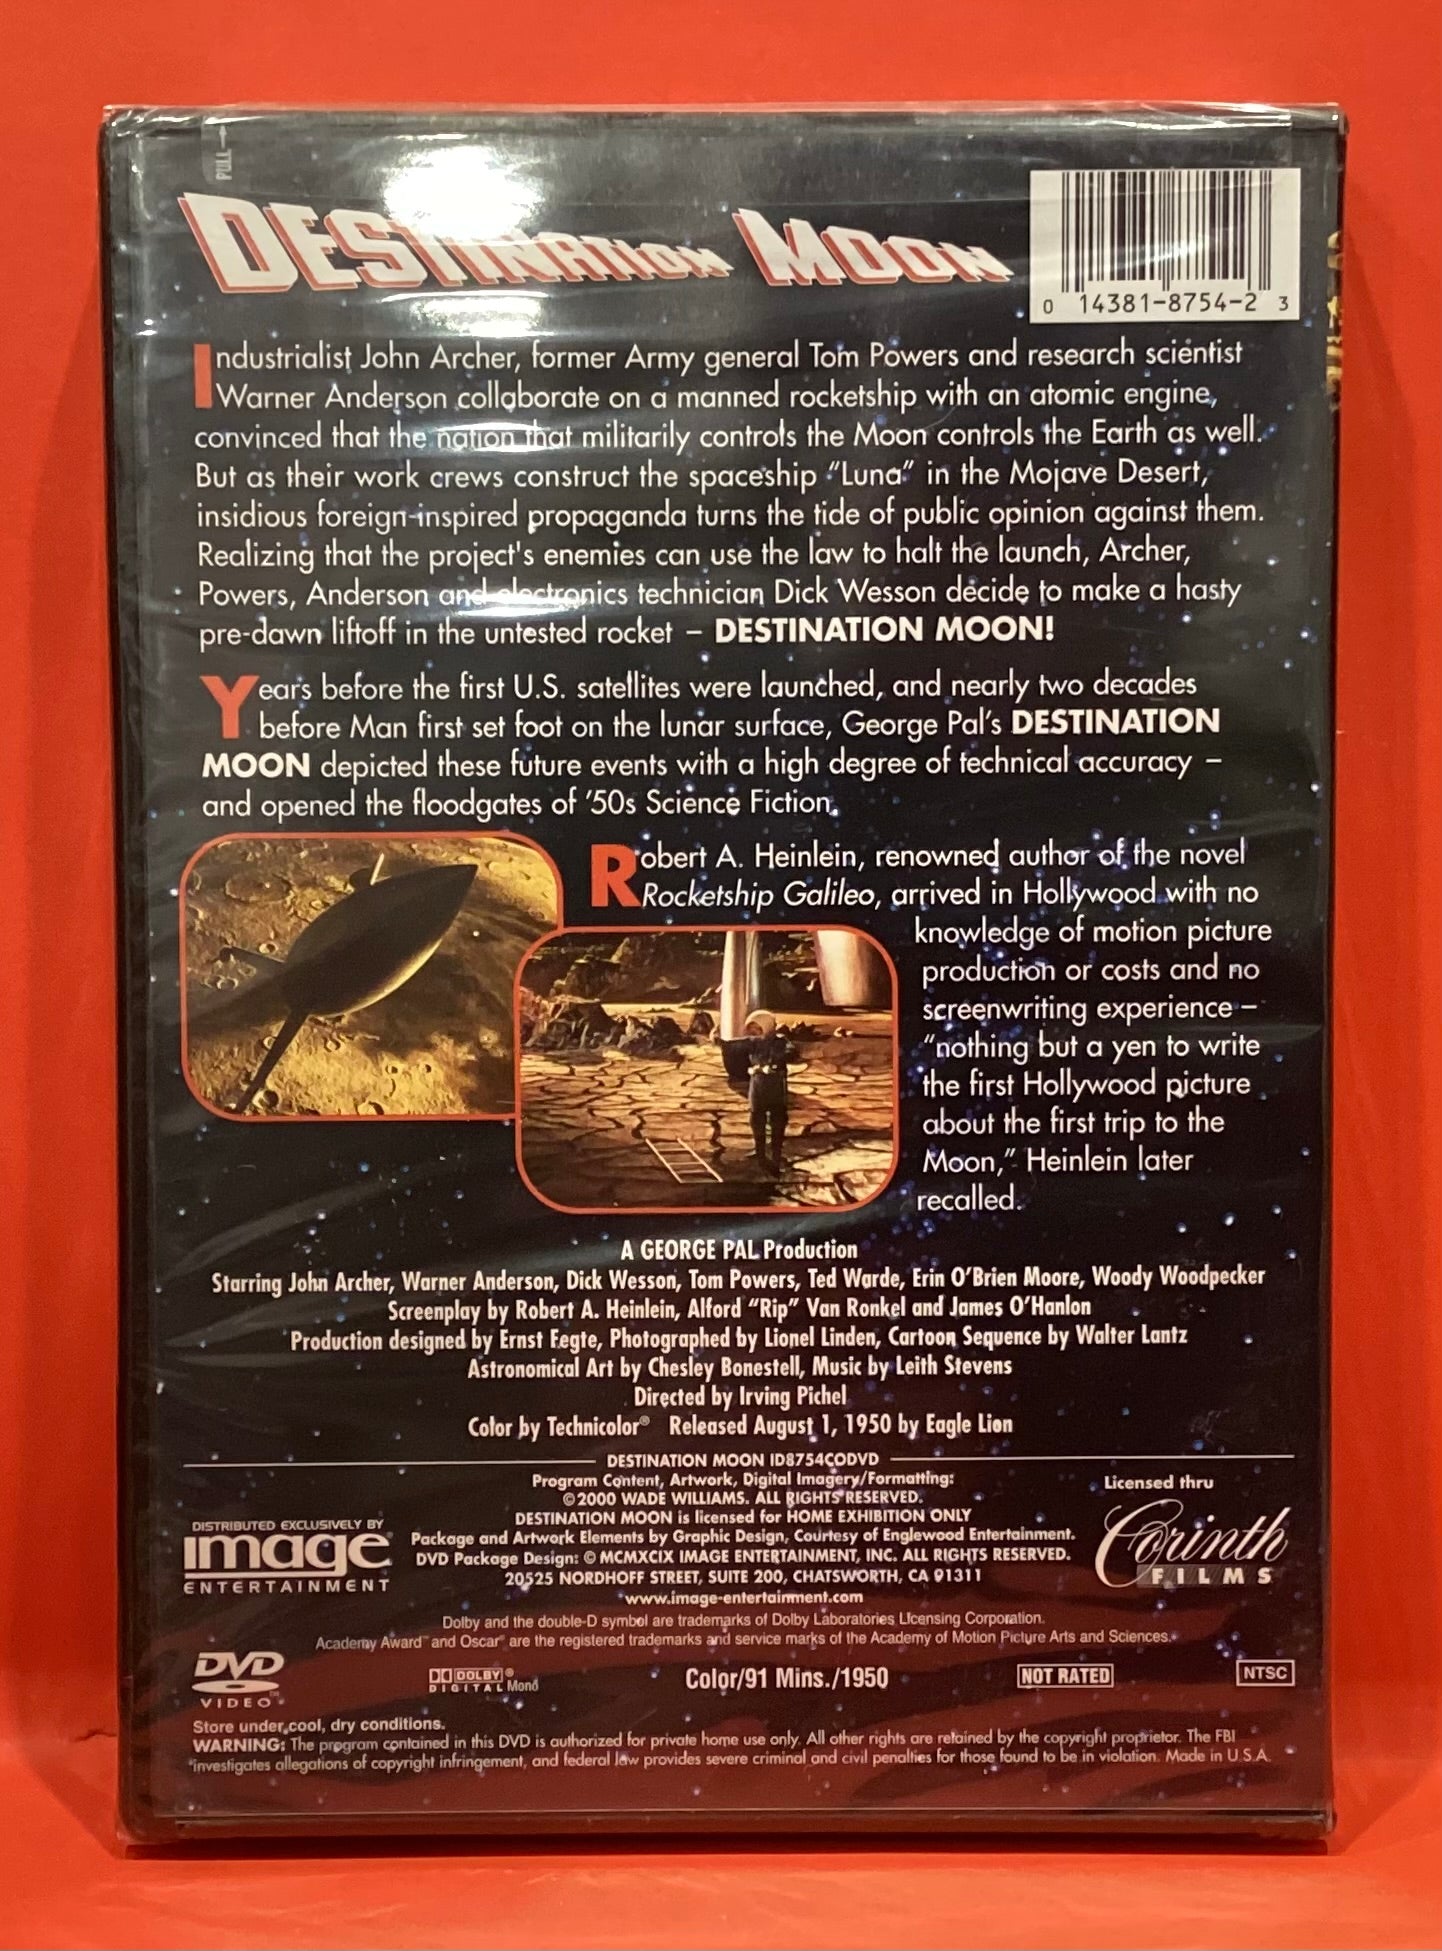 PULL→
DESTINATION MOON
0 14381-8754-2 3
Industrialist John Archer, former Army general Tom Powers and research scientist
Warner Anderson collaborate on a manned rocketship with an atomic engine,
convinced that the nation that militarily controls the Moon controls the Earth as well.
But as their work crews construct the spaceship “Luna” in the Mojave Desert,
insidious foreign-inspired propaganda turns the tide of public opinion against them.
Realizing that the project's enemies can use the law to halt the launch, Archer,
Powers, Anderson and electronics technician Dick Wesson decide to make a hasty
pre-dawn liftoff in the untested rocket – DESTINATION MOON!
Years before the first U.S. satellites were launched, and nearly two decades
before Man first set foot on the lunar surface, George Pal's DESTINATION
MOON depicted these future events with a high degree of technical accuracy –
and opened the floodgates of '50s Science Fiction.
Robert A. Heinlein, renowned author of the novel
Rocketship Galileo, arrived in Hollywood with no
knowledge of motion picture
production or costs and no
screenwriting experience –
“nothing but a yen to write
the first Hollywood picture
about the first trip to the
Moon,” Heinlein later
recalled.
A GEORGE PAL Production
Starring John Archer, Warner Anderson, Dick Wesson, Tom Powers, Ted Warde, Erin O'Brien Moore, Woody Woodpecker
Screenplay by Robert A. Heinlein, Alford “Rip” Van Ronkel and James O'Hanlon
Production designed by Ernst Fegte, Photographed by Lionel Linden, Cartoon Sequence by Walter Lantz
Astronomical Art by Chesley Bonestell, Music by Leith Stevens
Directed by Irving Pichel
Color by Technicolor® Released August 1, 1950 by Eagle Lion
DESTINATION MOON ID8754CODVD
Program Content, Artwork, Digital Imagery/Formatting:
©2000 WADE WILLIAMS. ALL RIGHTS RESERVED.
DESTINATION MOON is licensed for HOME EXHIBITION ONLY
Package and Artwork Elements by Graphic Design, Courtesy of Englewood Entertainment.
DVD Package Design: © MCMXCIX IMAGE ENTERTAINMENT, INC. ALL RIGHTS RESERVED.
20525 NORDHOFF STREET, SUITE 200, CHATSWORTH, CA 91311
www.image-entertainment.com
DISTRIBUTED EXCLUSIVELY BY
image®
ENTERTAINMENT
Licensed thru
Corinth
FILMS
Dolby and the double-D symbol are trademarks of Dolby Laboratories Licensing Corporation.
Academy Award™ and Oscar® are the registered trademarks and service marks of the Academy of Motion Picture Arts and Sciences.
DVD
VIDEO
DOLBY®
DIGITAL Mono
Color/91 Mins./1950
NOT RATED
NTSC
Store under cool, dry conditions.
WARNING: The program contained in this DVD is authorized for private home use only. All other rights are retained by the copyright proprietor. The FBI
investigates allegations of copyright infringement, and federal law provides severe criminal and civil penalties for those found to be in violation. Made in U.S.A.